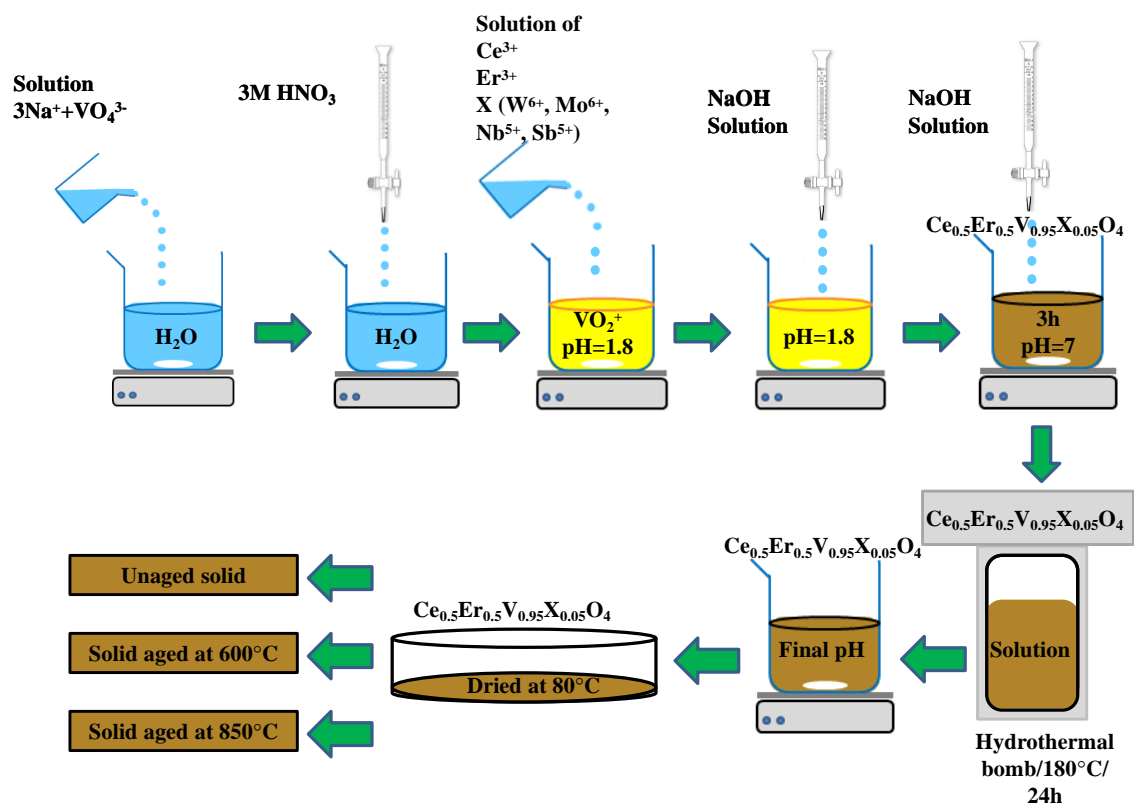 Solution
3Na⁺+VO₄³⁻
3M HNO₃
Solution of
Ce³⁺
Er³⁺
X (W⁶⁺, Mo⁶⁺,
Nb⁵⁺, Sb⁵⁺)
NaOH
Solution
NaOH
Solution
H₂O
H₂O
VO₂⁺
pH=1.8
pH=1.8
Ce₀.₅Er₀.₅V₀.₉₅X₀.₀₅O₄
3h
pH=7
Ce₀.₅Er₀.₅V₀.₉₅X₀.₀₅O₄
Solution
Hydrothermal
bomb/180°C/
24h
Ce₀.₅Er₀.₅V₀.₉₅X₀.₀₅O₄
Final pH
Ce₀.₅Er₀.₅V₀.₉₅X₀.₀₅O₄
Dried at 80°C
Unaged solid
Solid aged at 600°C
Solid aged at 850°C